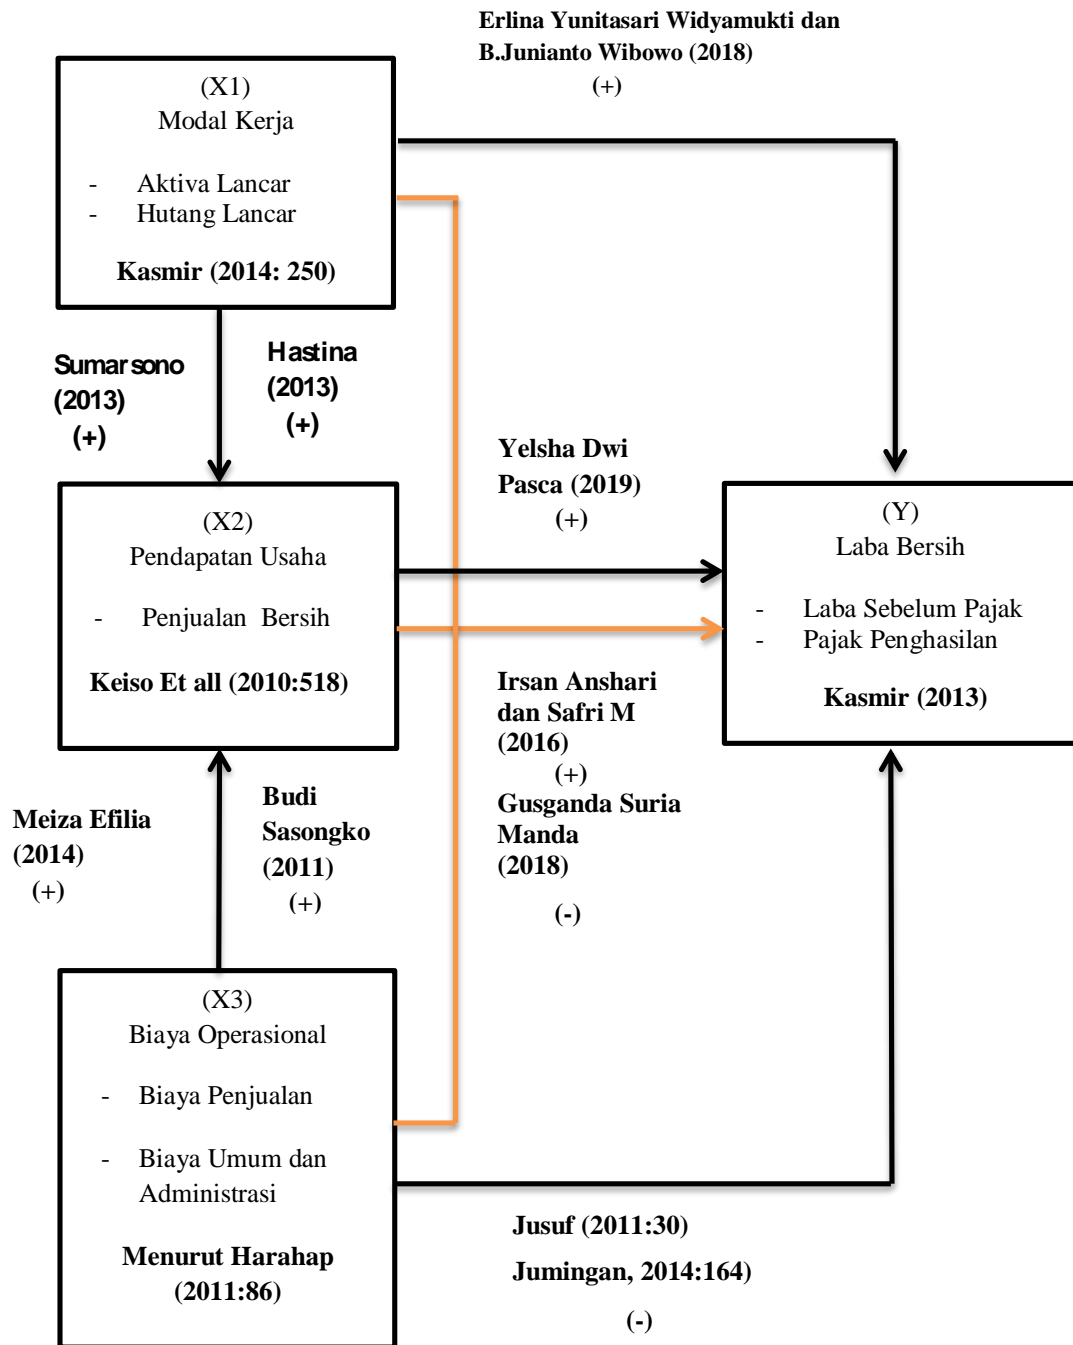 Erlina Yunitasari Widyamukti dan
B.Junianto Wibowo (2018)
(+)
(X1)
Modal Kerja
- Aktiva Lancar
- Hutang Lancar
Kasmir (2014: 250)
Sumarsono
(2013)
(+)
Hastina
(2013)
(+)
Yelsha Dwi
Pasca (2019)
(+)
(X2)
Pendapatan Usaha
- Penjualan Bersih
Keiso Et all (2010:518)
(Y)
Laba Bersih
- Laba Sebelum Pajak
- Pajak Penghasilan
Kasmir (2013)
Irsan Anshari
dan Safri M
(2016)
(+)
Gusganda Suria
Manda
(2018)
(-)
Meiza Efilia
(2014)
(+)
Budi
Sasongko
(2011)
(+)
(X3)
Biaya Operasional
- Biaya Penjualan
- Biaya Umum dan
Administrasi
Menurut Harahap
(2011:86)
Jusuf (2011:30)
Jumingan, 2014:164)
(-)